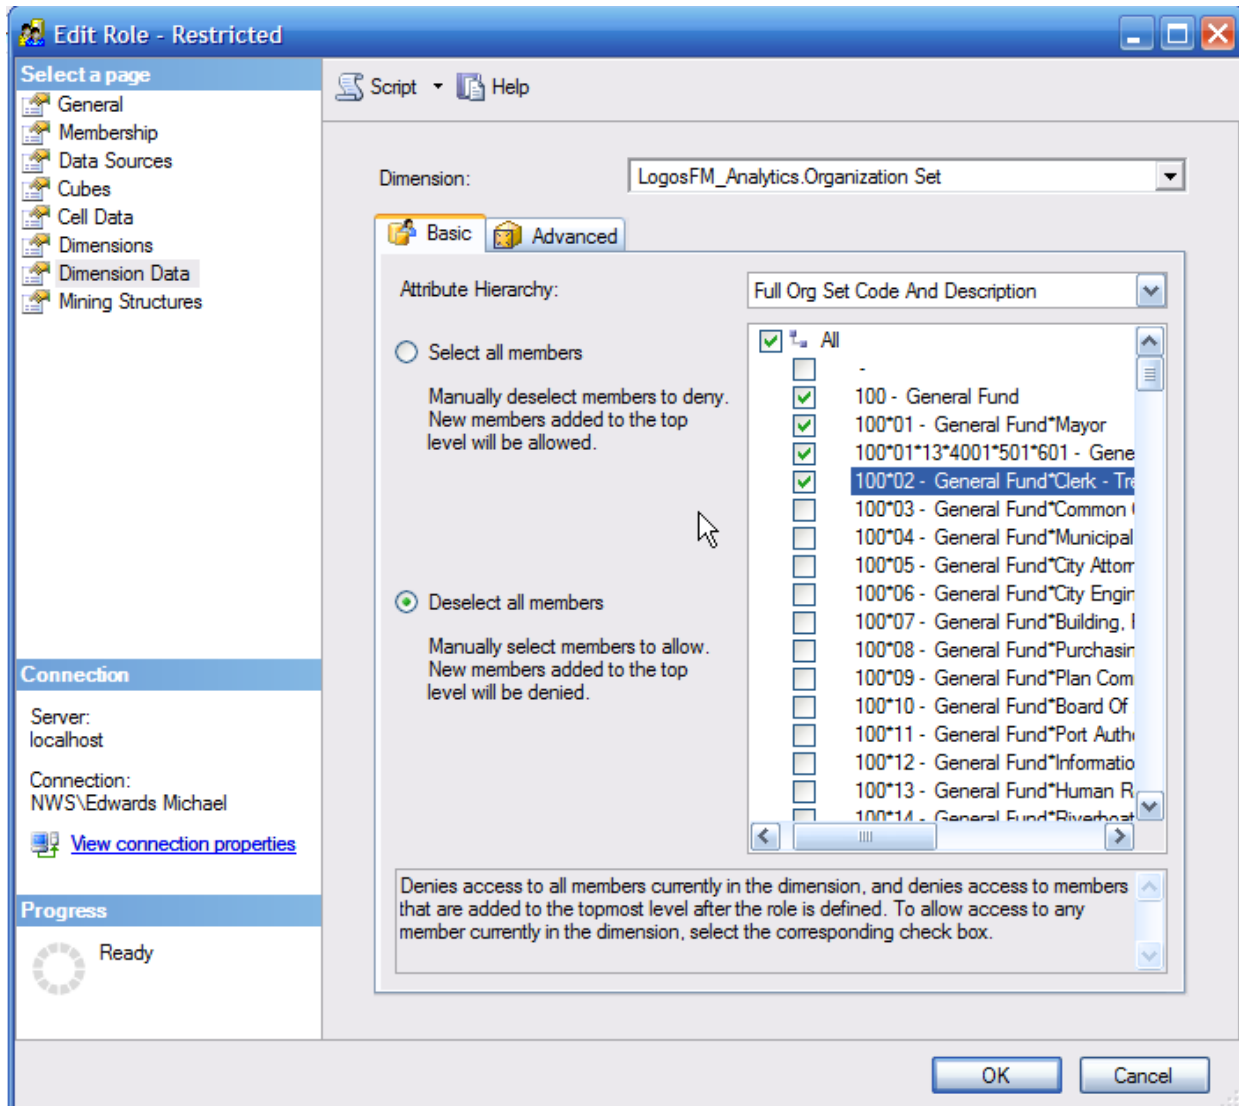 Edit Role - Restricted
Select a page
General
Membership
Data Sources
Cubes
Cell Data
Dimensions
Dimension Data
Mining Structures
Script
Help
Dimension:
LogosFM_Analytics.Organization Set
Basic
Advanced
Attribute Hierarchy:
Full Org Set Code And Description
Select all members
Manually deselect members to deny.
New members added to the top
level will be allowed.
Deselect all members
Manually select members to allow.
New members added to the top
level will be denied.
All
-
100 - General Fund
100*01 - General Fund*Mayor
100*01*13*4001*501*601 - Gene
100*02 - General Fund*Clerk - Tre
100*03 - General Fund*Common
100*04 - General Fund*Municipal
100*05 - General Fund*City Attorn
100*06 - General Fund*City Engin
100*07 - General Fund*Building,
100*08 - General Fund*Purchasin
100*09 - General Fund*Plan Com
100*10 - General Fund*Board Of
100*11 - General Fund*Port Auth
100*12 - General Fund*Informatio
100*13 - General Fund*Human R
100*14 - General Fund*Riverboat
Connection
Server:
localhost
Connection:
NWS\Edwards Michael
View connection properties
Progress
Ready
Denies access to all members currently in the dimension, and denies access to members
that are added to the topmost level after the role is defined. To allow access to any
member currently in the dimension, select the corresponding check box.
OK
Cancel